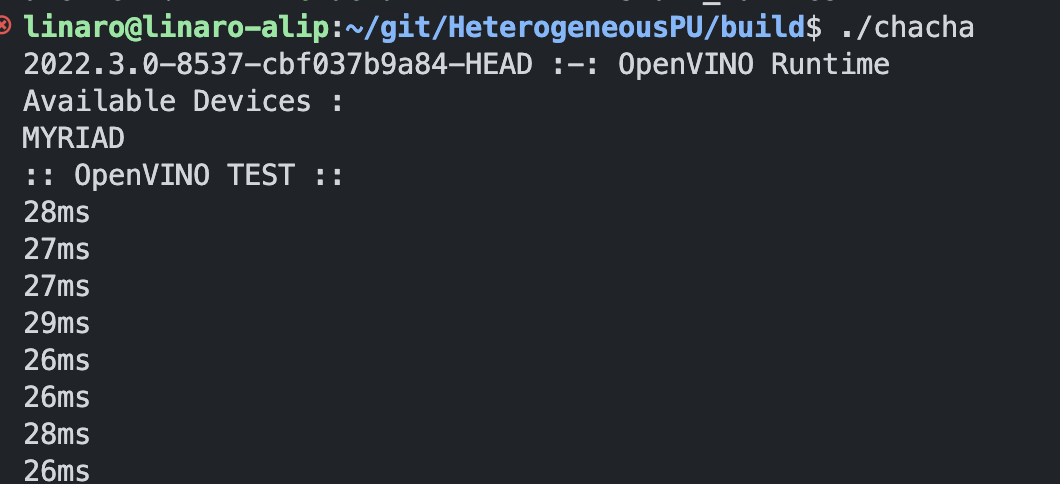 linaro@linaro-alip:~/git/HeterogeneousPU/build$ ./chacha
2022.3.0-8537-cbf037b9a84-HEAD :-: OpenVINO Runtime
Available Devices :
MYRIAD
:: OpenVINO TEST ::
28ms
27ms
27ms
29ms
26ms
26ms
28ms
26ms